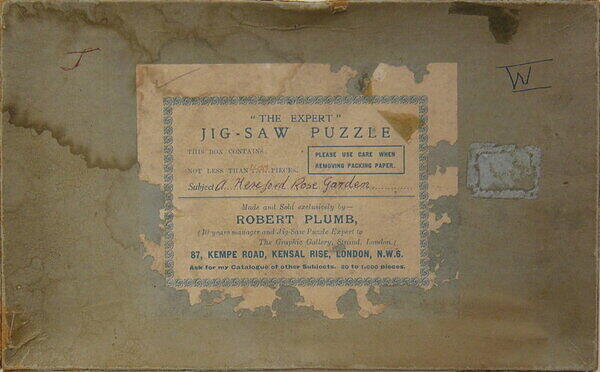 J
W
"THE EXPERT"
JIG-SAW PUZZLE
THIS BOX CONTAINS
NOT LESS THAN PIECES.
PLEASE USE CARE WHEN
REMOVING PACKING PAPER.
Subject A Hereford Rose Garden
Made and Sold exclusively by—
ROBERT PLUMB,
(10 years manager and Jig-Saw Puzzle Expert to
The Graphic Gallery, Strand, London.)
87, KEMPE ROAD, KENSAL RISE, LONDON, N.W.6.
Ask for my Catalogue of other Subjects. 20 to 1,000 pieces.